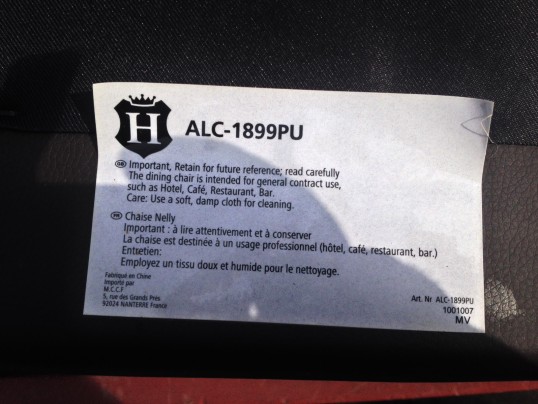 H ALC-1899PU
GB Important, Retain for future reference; read carefully
The dining chair is intended for general contract use,
such as Hotel, Café, Restaurant, Bar.
Care: Use a soft, damp cloth for cleaning.
FR Chaise Nelly
Important : à lire attentivement et à conserver
La chaise est destinée à un usage professionnel (hôtel, café, restaurant, bar.)
Entretien:
Employez un tissu doux et humide pour le nettoyage.
Fabriqué en Chine
Importé par
M.C.C.F
5, rue des Grands Prés
92024 NANTERRE France
Art. Nr ALC-1899PU
1001007
MV